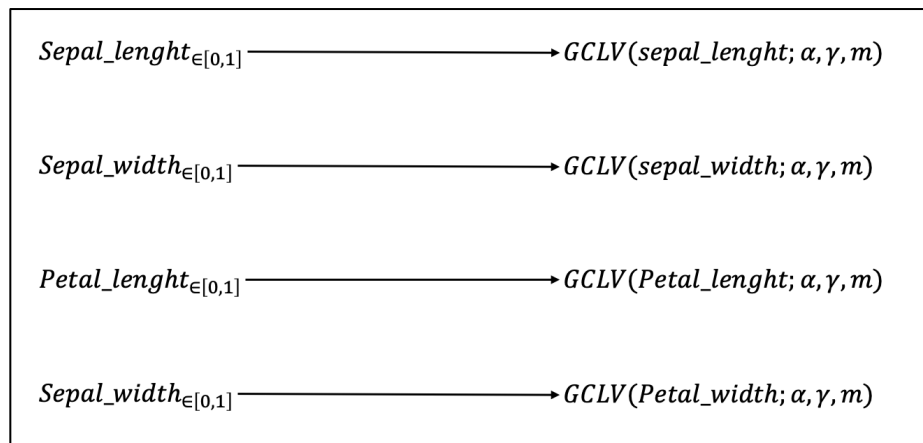 Sepal_lenght∈[0,1] → GCLV(sepal_lenght; α, γ, m)
Sepal_width∈[0,1] → GCLV(sepal_width; α, γ, m)
Petal_lenght∈[0,1] → GCLV(Petal_lenght; α, γ, m)
Sepal_width∈[0,1] → GCLV(Petal_width; α, γ, m)